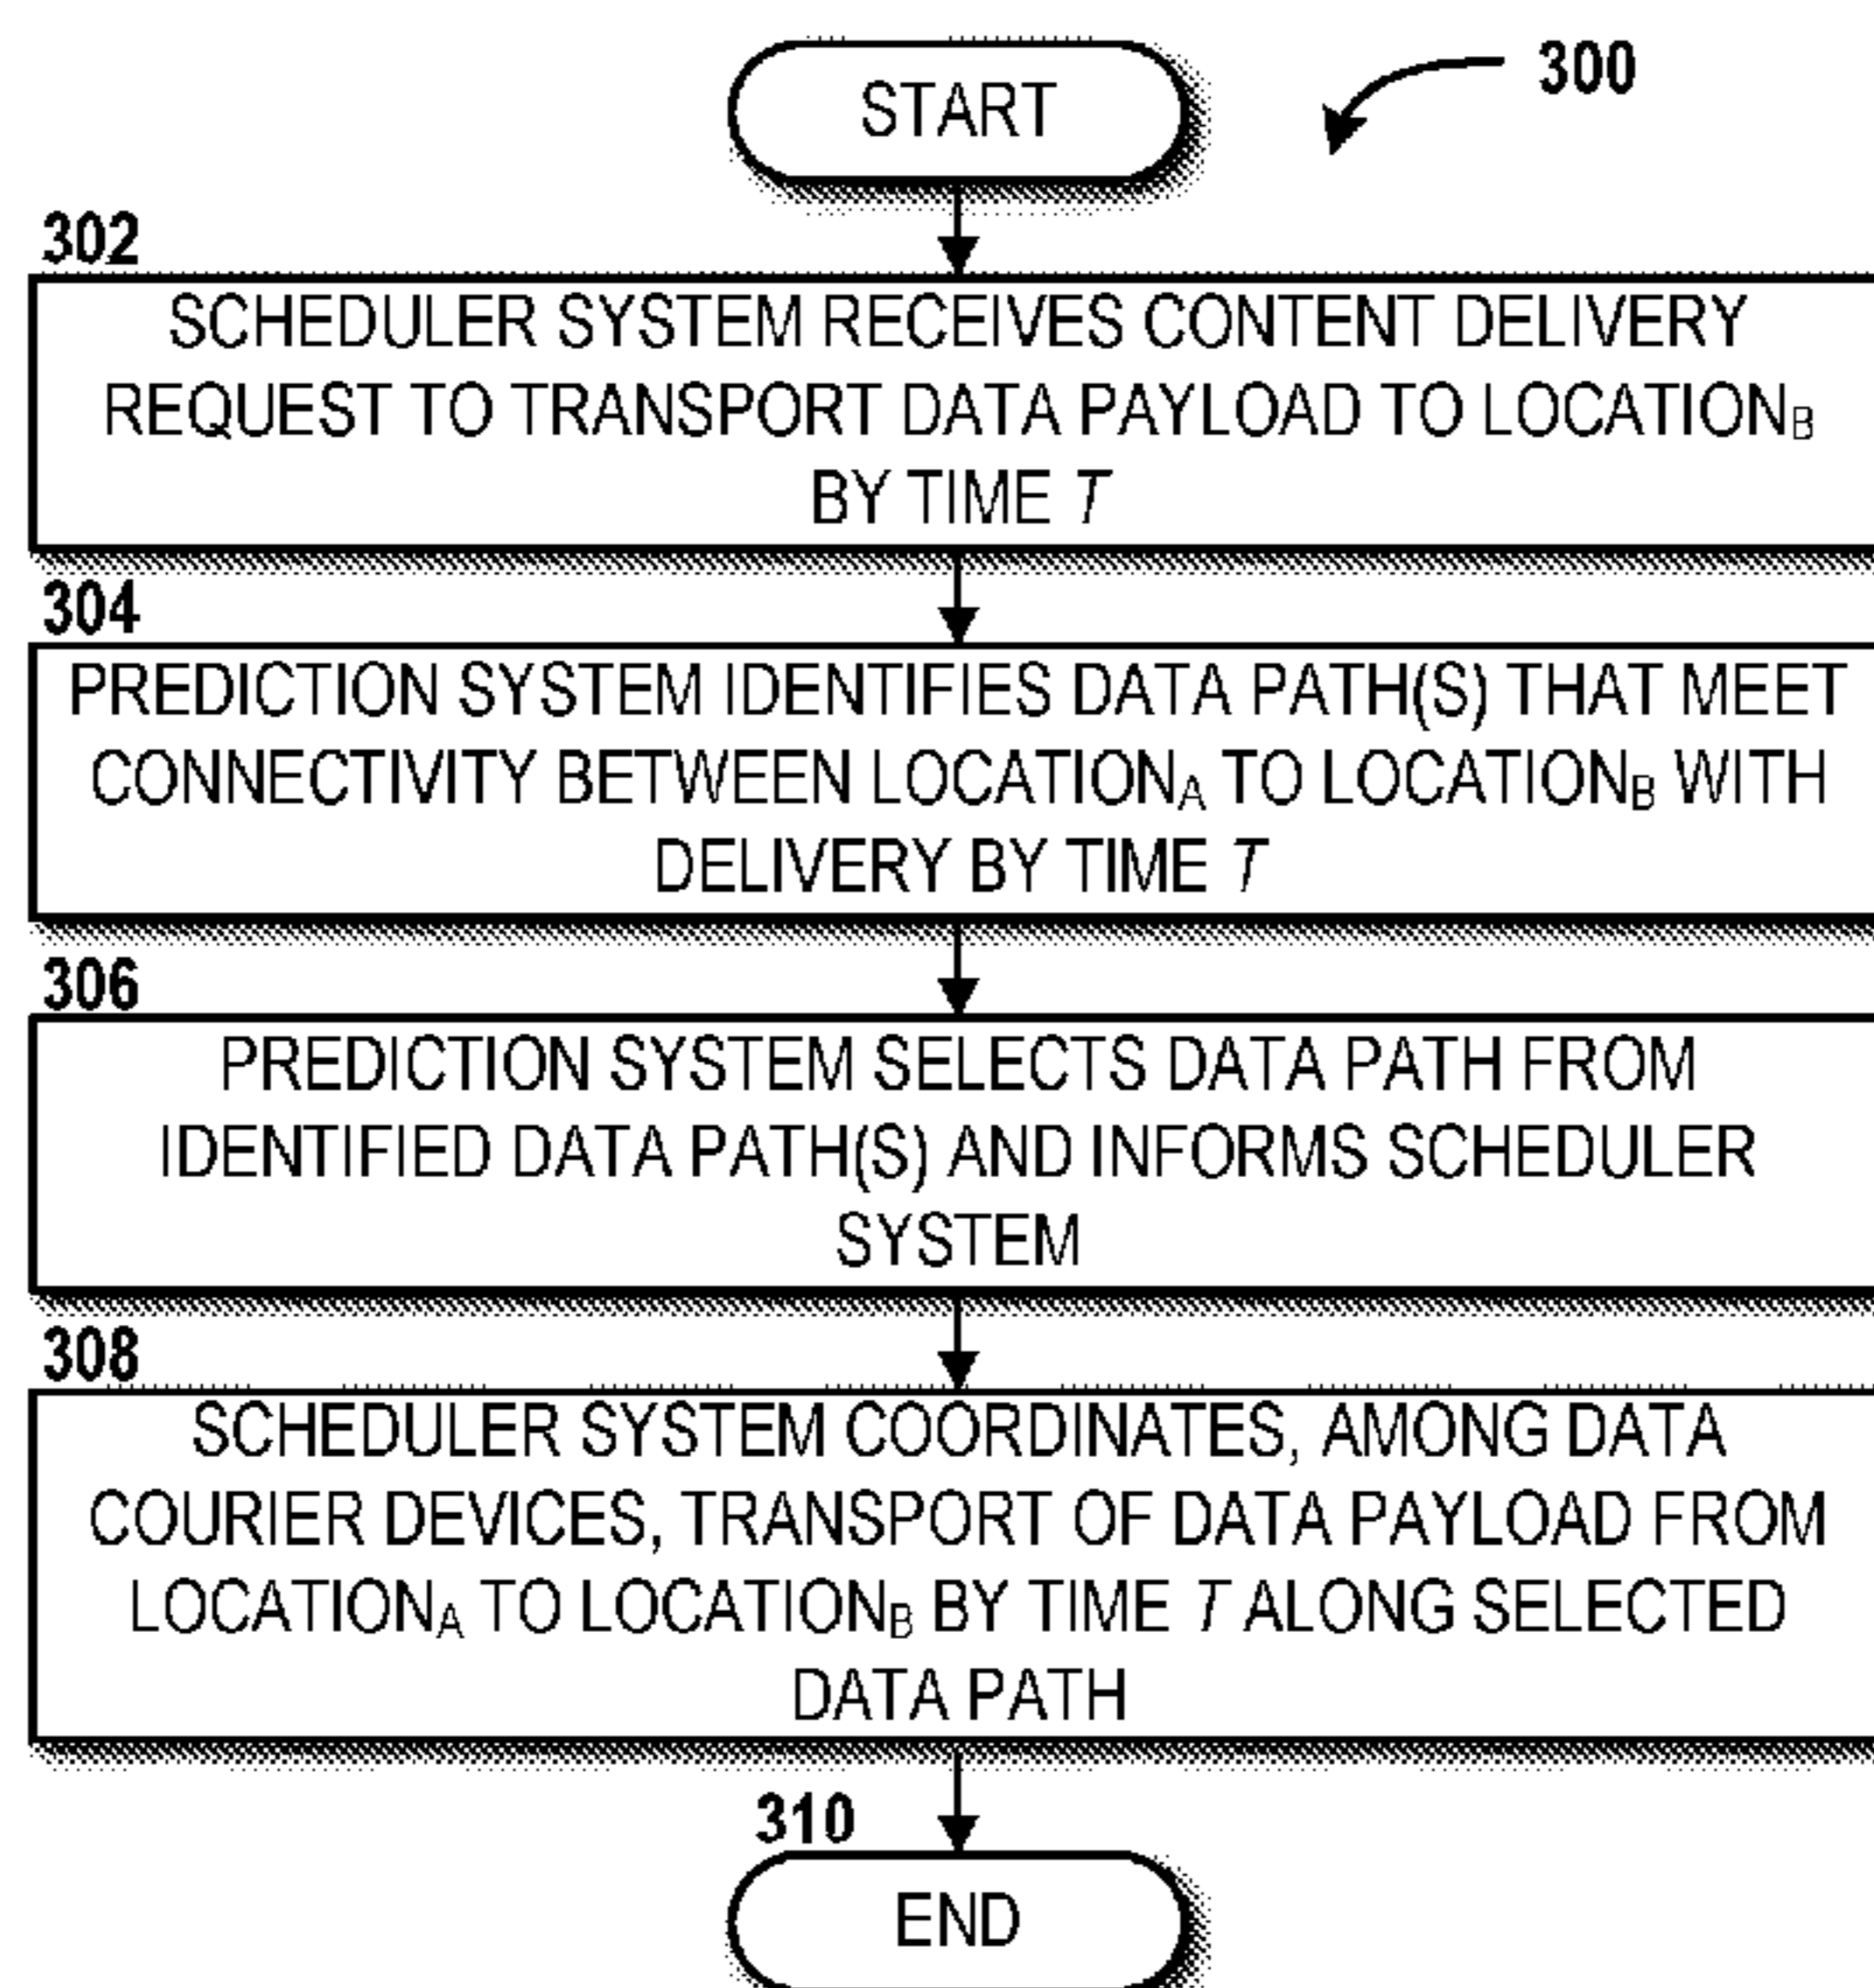 START
300
302
SCHEDULER SYSTEM RECEIVES CONTENT DELIVERY
REQUEST TO TRANSPORT DATA PAYLOAD TO LOCATIONB
BY TIME T
304
PREDICTION SYSTEM IDENTIFIES DATA PATH(S) THAT MEET
CONNECTIVITY BETWEEN LOCATIONA TO LOCATIONB WITH
DELIVERY BY TIME T
306
PREDICTION SYSTEM SELECTS DATA PATH FROM
IDENTIFIED DATA PATH(S) AND INFORMS SCHEDULER
SYSTEM
308
SCHEDULER SYSTEM COORDINATES, AMONG DATA
COURIER DEVICES, TRANSPORT OF DATA PAYLOAD FROM
LOCATIONA TO LOCATIONB BY TIME T ALONG SELECTED
DATA PATH
310
END